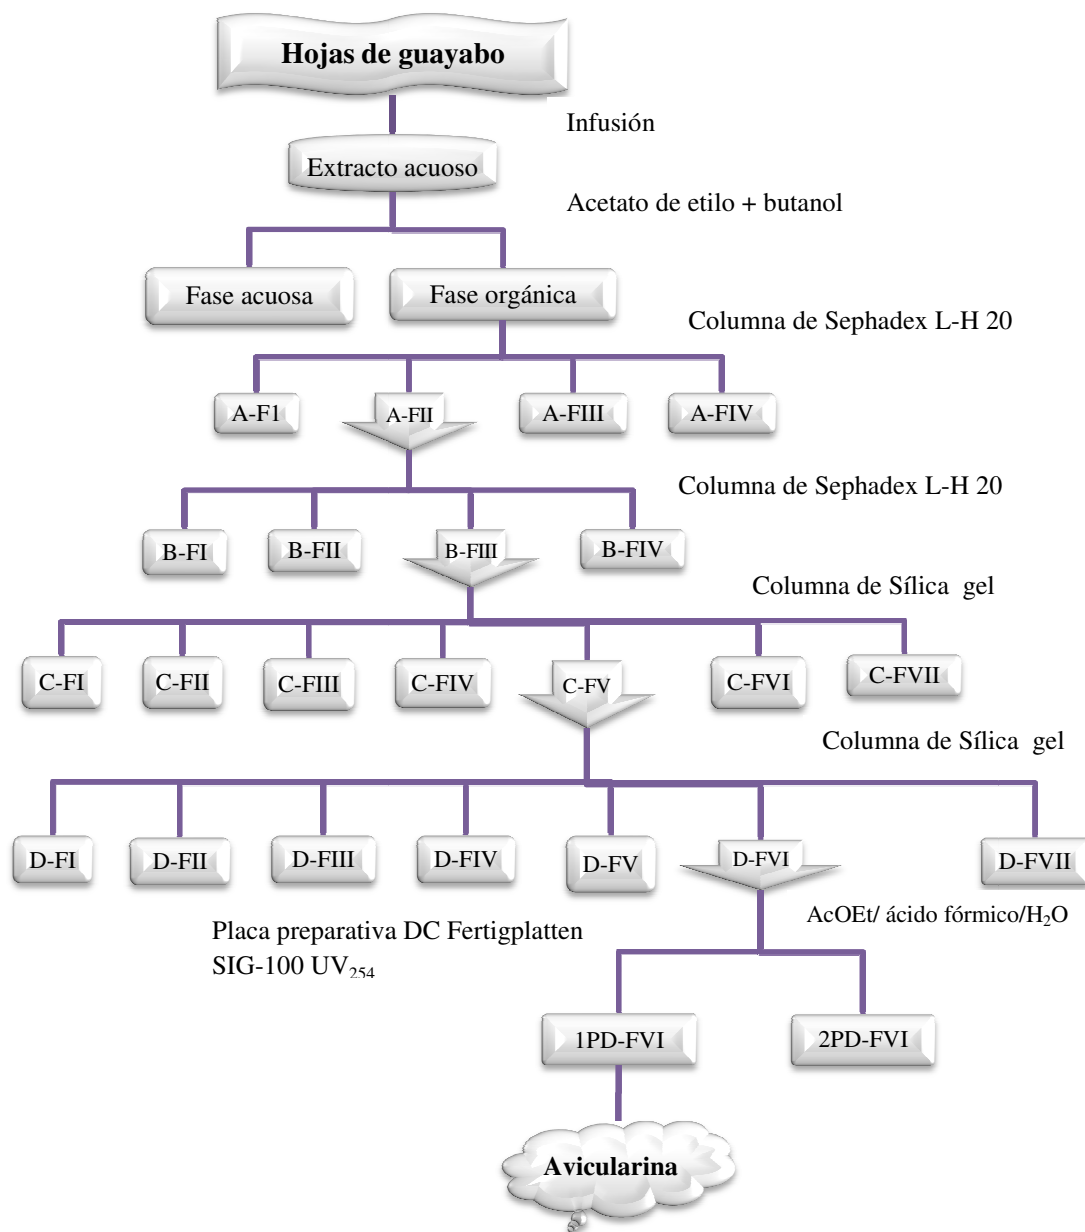 Hojas de guayabo
Infusión
Extracto acuoso
Acetato de etilo + butanol
Fase acuosa
Fase orgánica
Columna de Sephadex L-H 20
A-F1
A-FII
A-FIII
A-FIV
Columna de Sephadex L-H 20
B-FI
B-FII
B-FIII
B-FIV
Columna de Sílica gel
C-FI
C-FII
C-FIII
C-FIV
C-FV
C-FVI
C-FVII
Columna de Sílica gel
D-FI
D-FII
D-FIII
D-FIV
D-FV
D-FVI
D-FVII
AcOEt/ ácido fórmico/H₂O
Placa preparativa DC Fertigplatten
SIG-100 UV₂₅₄
1PD-FVI
2PD-FVI
Avicularina